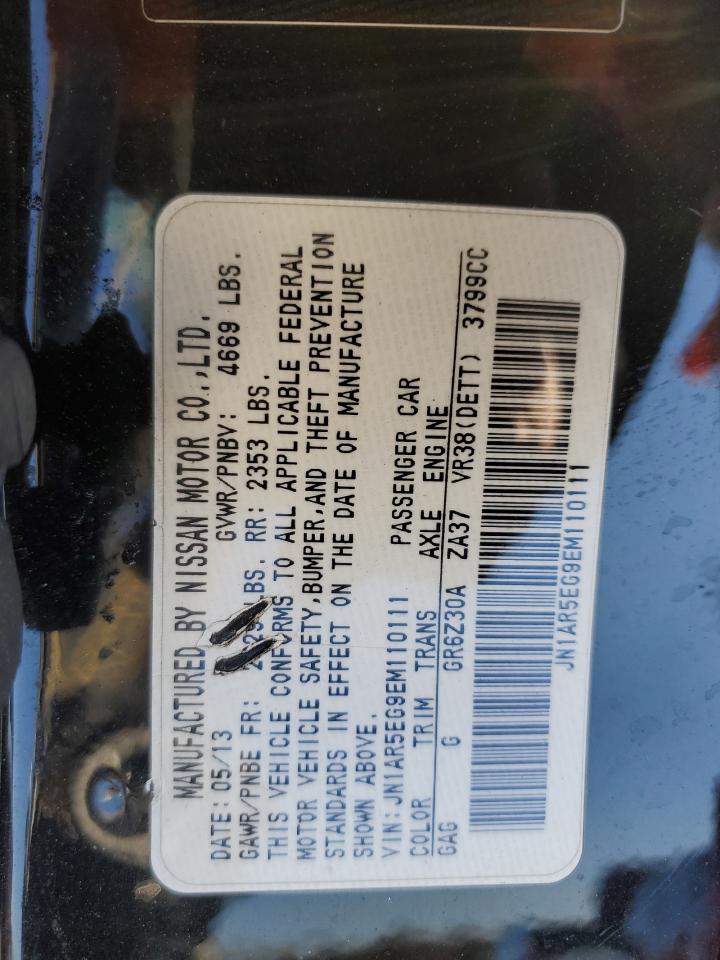 MANUFACTURED BY NISSAN MOTOR CO.,LTD.
DATE: 05/13 GVWR/PNBV: 4669 LBS.
GAWR/PNBE FR: LBS. RR: 2353 LBS.
THIS VEHICLE CONFORMS TO ALL APPLICABLE FEDERAL
MOTOR VEHICLE SAFETY,BUMPER,AND THEFT PREVENTION
STANDARDS IN EFFECT ON THE DATE OF MANUFACTURE
SHOWN ABOVE.
VIN:JN1AR5EG9EM110111 PASSENGER CAR
COLOR TRIM TRANS AXLE ENGINE
GAG G GR6Z30A ZA37 VR38(DETT) 3799CC
JN1AR5EG9EM110111